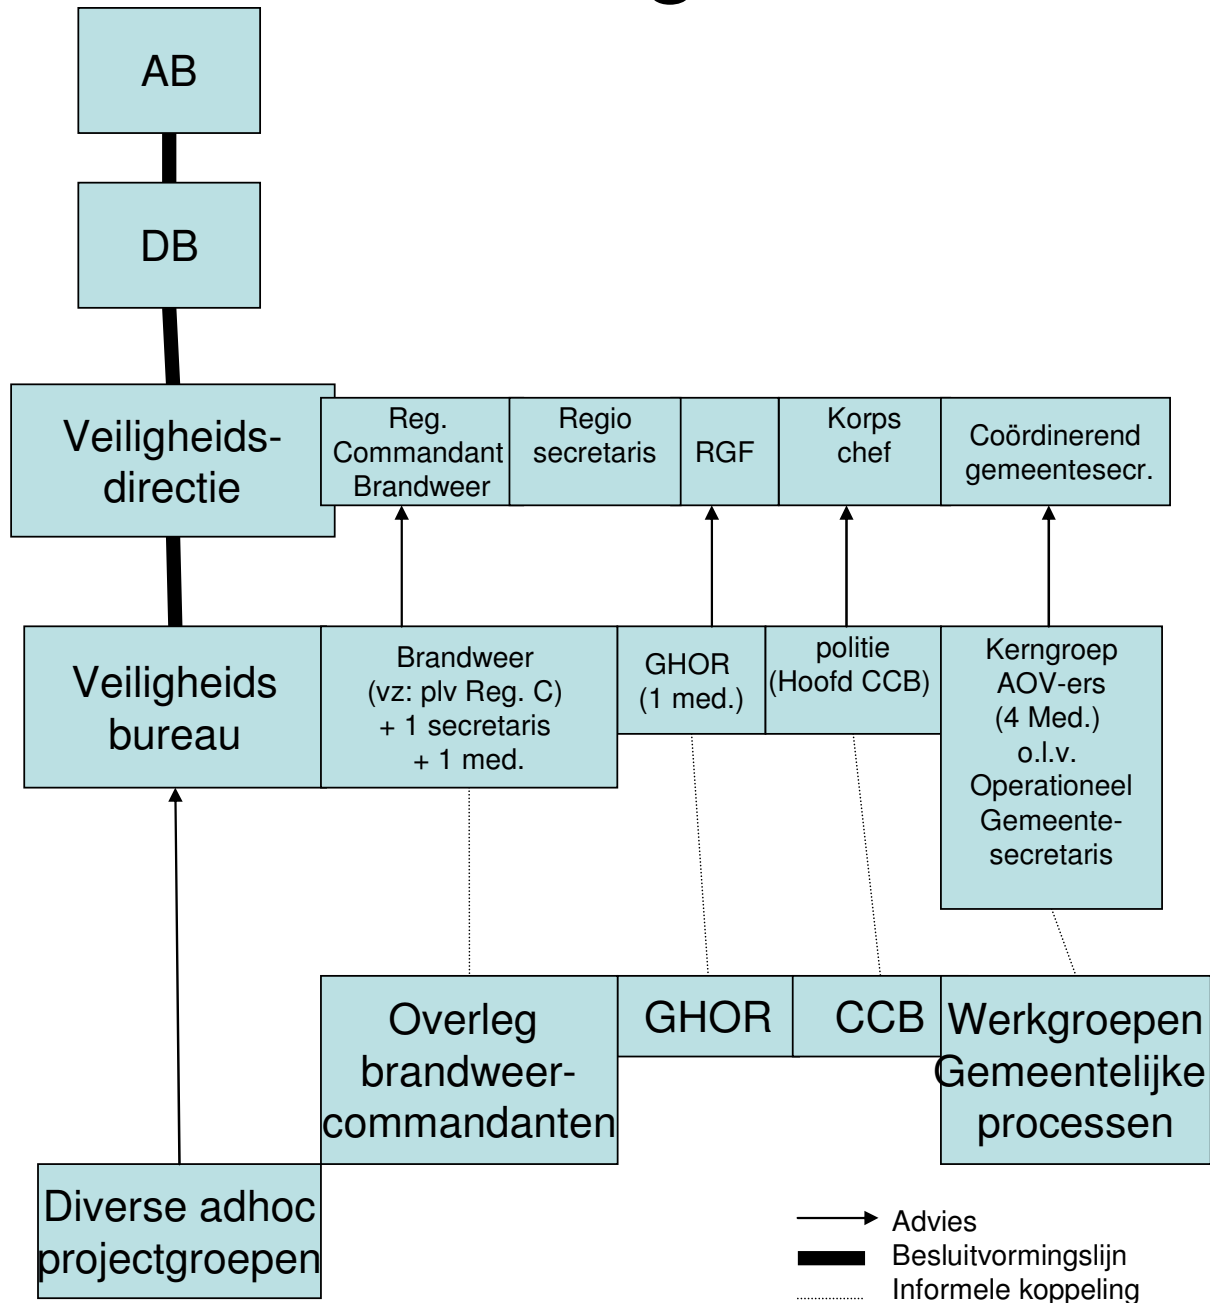 AB
DB
Veiligheids-
directie
Reg.
Commandant
Brandweer
Regio
secretaris
RGF
Korps
chef
Coördinerend
gemeentesecr.
Veiligheids
bureau
Brandweer
(vz: plv Reg. C)
+ 1 secretaris
+ 1 med.
GHOR
(1 med.)
politie
(Hoofd CCB)
Kerngroep
AOV-ers
(4 Med.)
o.l.v.
Operationeel
Gemeente-
secretaris
Overleg
brandweer-
commandanten
GHOR
CCB
Werkgroepen
Gemeentelijke
processen
Diverse adhoc
projectgroepen
Advies
Besluitvormingslijn
Informele koppeling